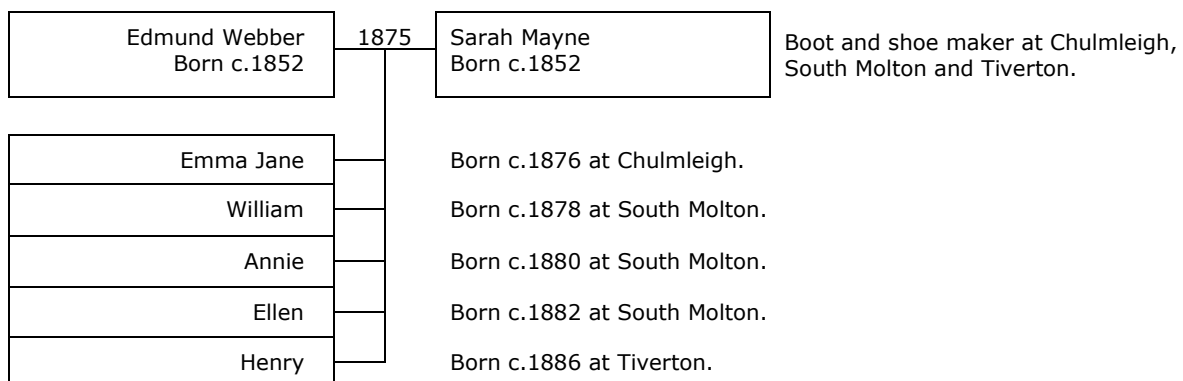 Edmund Webber
Born c.1852
1875
Sarah Mayne
Born c.1852
Boot and shoe maker at Chulmleigh,
South Molton and Tiverton.
Emma Jane
Born c.1876 at Chulmleigh.
William
Born c.1878 at South Molton.
Annie
Born c.1880 at South Molton.
Ellen
Born c.1882 at South Molton.
Henry
Born c.1886 at Tiverton.